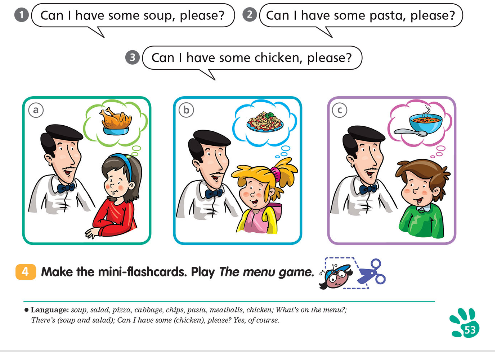 1 Can I have some soup, please?
2 Can I have some pasta, please?
3 Can I have some chicken, please?
a
b
c
4 Make the mini-flashcards. Play The menu game.
● Language: soup, salad, pizza, cabbage, chips, pasta, meatballs, chicken; What's on the menu?;
There's (soup and salad); Can I have some (chicken), please? Yes, of course.
53